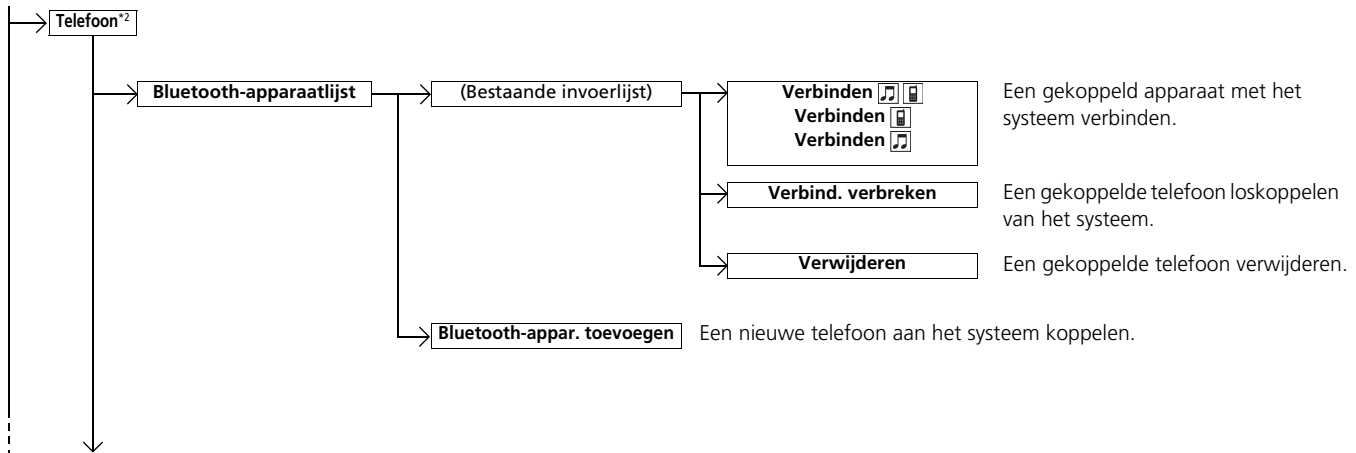 Telefoon*2
Bluetooth-apparaatlijst
(Bestaande invoerlijst)
Verbinden
Verbinden
Verbinden
Een gekoppeld apparaat met het
systeem verbinden.
Verbind. verbreken
Een gekoppelde telefoon loskoppelen
van het systeem.
Verwijderen
Een gekoppelde telefoon verwijderen.
Bluetooth-appar. toevoegen
Een nieuwe telefoon aan het systeem koppelen.